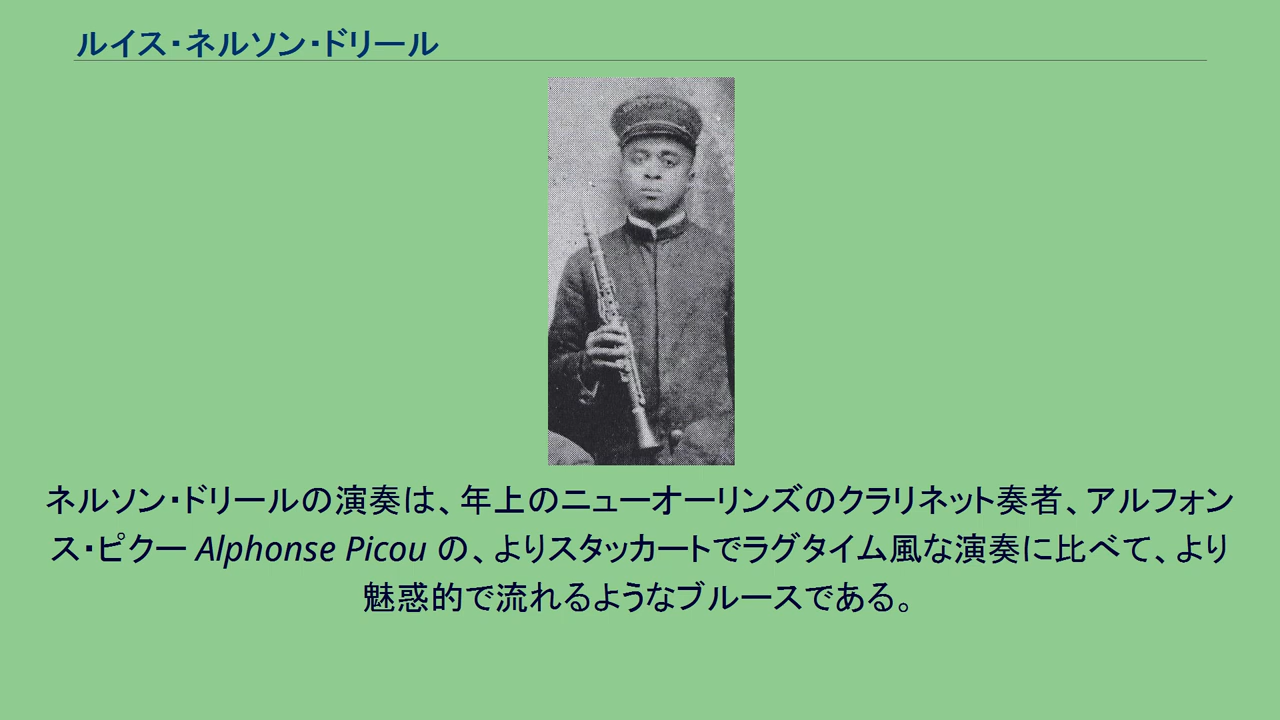 ルイス・ネルソン・ドリール
ネルソン・ドリールの演奏は、年上のニューオーリンズのクラリネット奏者、アルフォン
ス・ピクー Alphonse Picou の、よりスタッカートでラグタイム風な演奏に比べて、より
魅惑的で流れるようなブルースである。